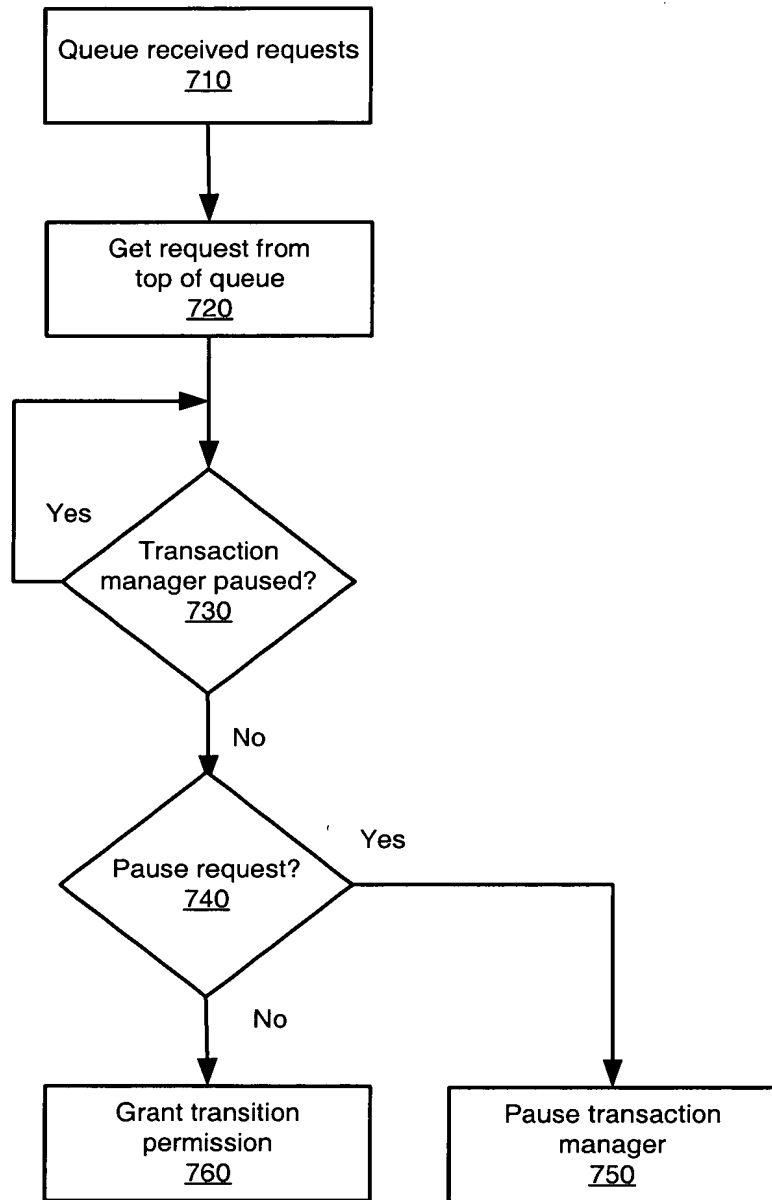 Queue received requests
710
Get request from
top of queue
720
Yes
Transaction
manager paused?
730
No
Yes
Pause request?
740
No
Grant transition
permission
760
Pause transaction
manager
750